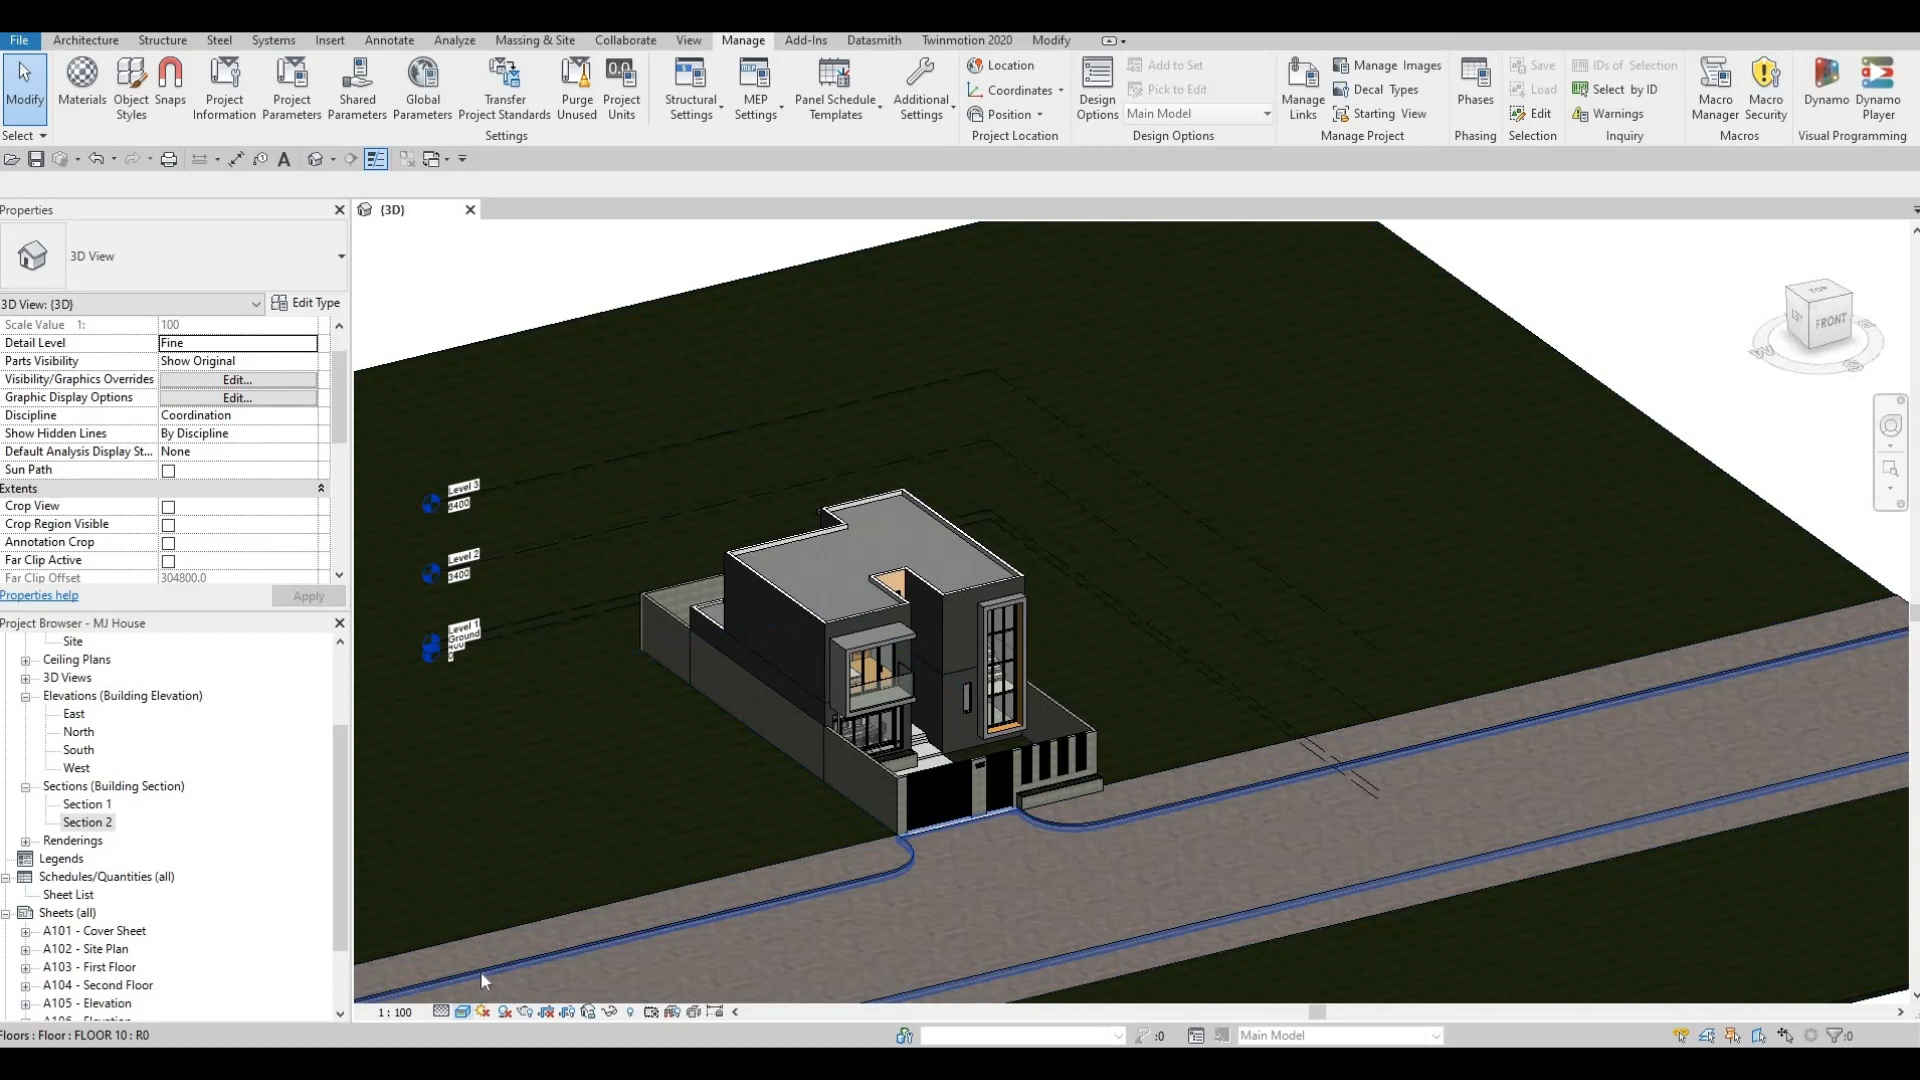 File Architecture Structure Steel Systems Insert Annotate Analyze Massing & Site Collaborate View Manage Add-Ins Datasmith Twinmotion 2020 Modify
Modify
Materials
Object Styles
Snaps
Project Information
Project Parameters
Shared Parameters
Global Parameters
Transfer Project Standards
Purge Unused
Project Units
Structural Settings
MEP Settings
Panel Schedule Templates
Additional Settings
Location
Coordinates
Position
Design Options
Add to Set
Pick to Edit
Main Model
Manage Links
Manage Images
Decal Types
Starting View
Phases
Save
Load
Edit
IDs of Selection
Select by ID
Warnings
Macro Manager
Macro Security
Dynamo
Dynamo Player
Select
Settings
Project Location
Design Options
Manage Project
Phasing
Selection
Inquiry
Macros
Visual Programming
Properties
3D View
3D View: {3D}
Edit Type
Scale Value 1: 100
Detail Level Fine
Parts Visibility Show Original
Visibility/Graphics Overrides Edit...
Graphic Display Options Edit...
Discipline Coordination
Show Hidden Lines By Discipline
Default Analysis Display St... None
Sun Path
Extents
Crop View
Crop Region Visible
Annotation Crop
Far Clip Active
Far Clip Offset 304800.0
Properties help
Apply
Project Browser - MJ House
Site
Ceiling Plans
3D Views
Elevations (Building Elevation)
East
North
South
West
Sections (Building Section)
Section 1
Section 2
Renderings
Legends
Schedules/Quantities (all)
Sheet List
Sheets (all)
A101 - Cover Sheet
A102 - Site Plan
A103 - First Floor
A104 - Second Floor
A105 - Elevation
{3D}
Level 3
6400
Level 2
3400
Level 1
Ground
TOP
FRONT
1 : 100
Floors : Floor : FLOOR 10 : R0
:0
Main Model
:0